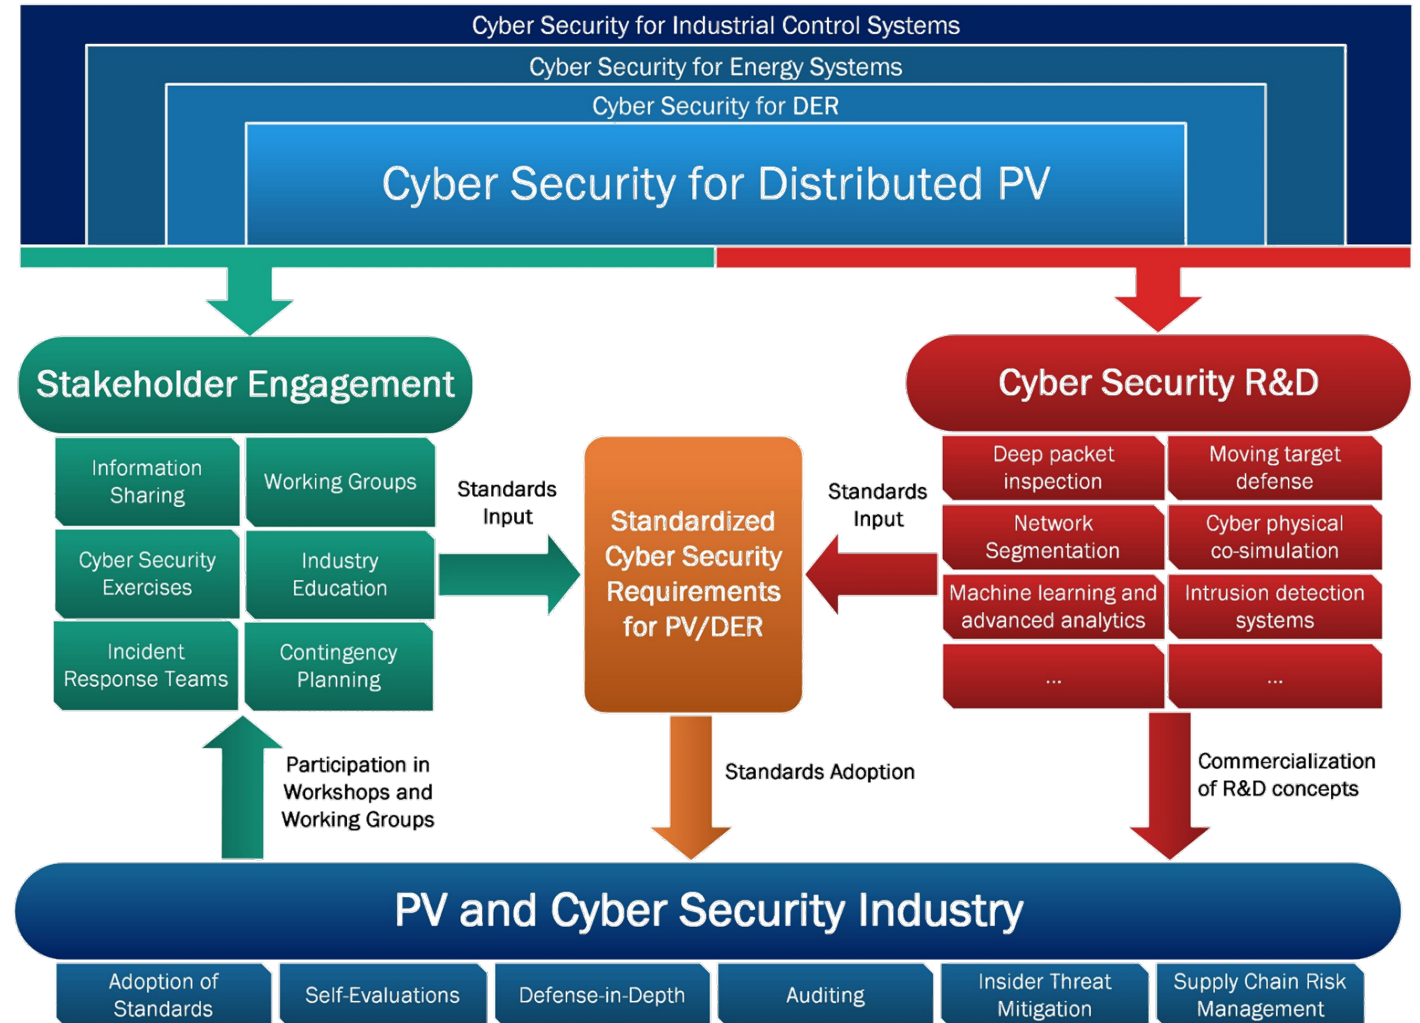 Cyber Security for Industrial Control Systems
Cyber Security for Energy Systems
Cyber Security for DER
Cyber Security for Distributed PV
Stakeholder Engagement
Information
Sharing
Working Groups
Cyber Security
Exercises
Industry
Education
Incident
Response Teams
Contingency
Planning
Standards
Input
Standardized
Cyber Security
Requirements
for PV/DER
Standards
Input
Cyber Security R&D
Deep packet
inspection
Moving target
defense
Network
Segmentation
Cyber physical
co-simulation
Machine learning and
advanced analytics
Intrusion detection
systems
...
...
Participation in
Workshops and
Working Groups
Standards Adoption
Commercialization
of R&D concepts
PV and Cyber Security Industry
Adoption of
Standards
Self-Evaluations
Defense-in-Depth
Auditing
Insider Threat
Mitigation
Supply Chain Risk
Management